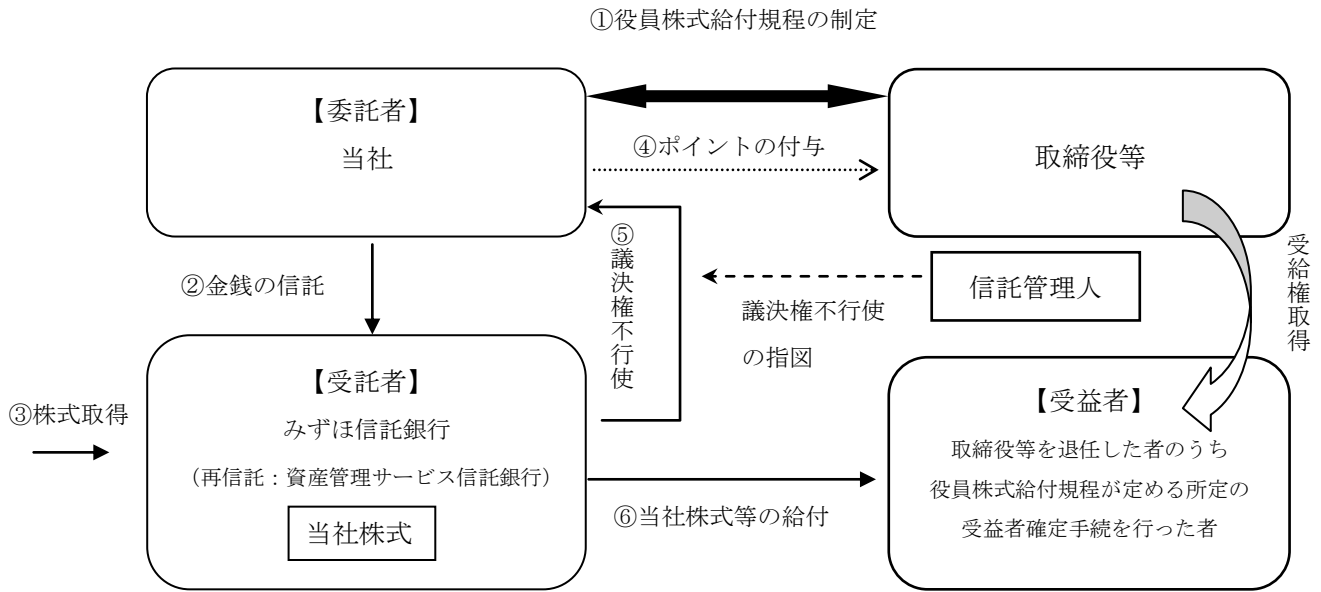 ①役員株式給付規程の制定
【委託者】
当社
④ポイントの付与
取締役等
②金銭の信託
⑤議決権不行使
議決権不行使
の指図
信託管理人
受給権取得
③株式取得
【受託者】
みずほ信託銀行
(再信託:資産管理サービス信託銀行)
当社株式
⑥当社株式等の給付
【受益者】
取締役等を退任した者のうち
役員株式給付規程が定める所定の
受益者確定手続を行った者